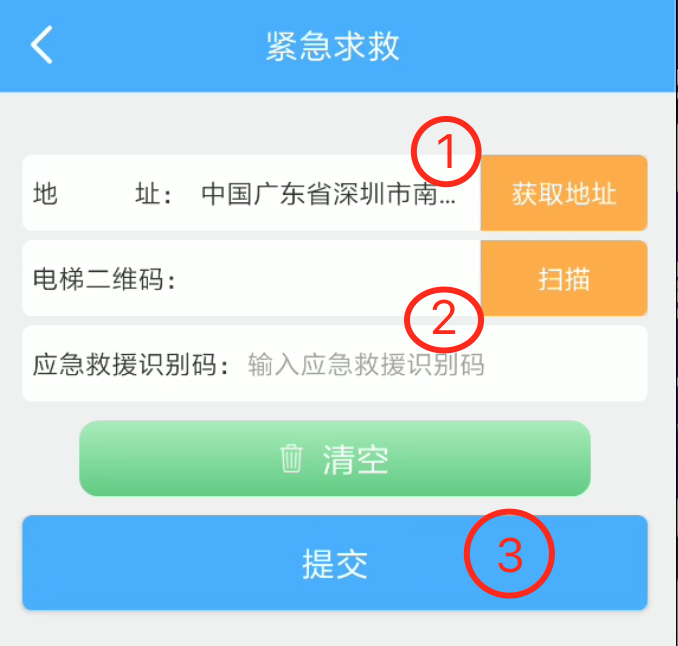 紧急求救
1
地 址： 中国广东省深圳市南... 获取地址
电梯二维码： 扫描
2
应急救援识别码： 输入应急救援识别码
清空
提交 3